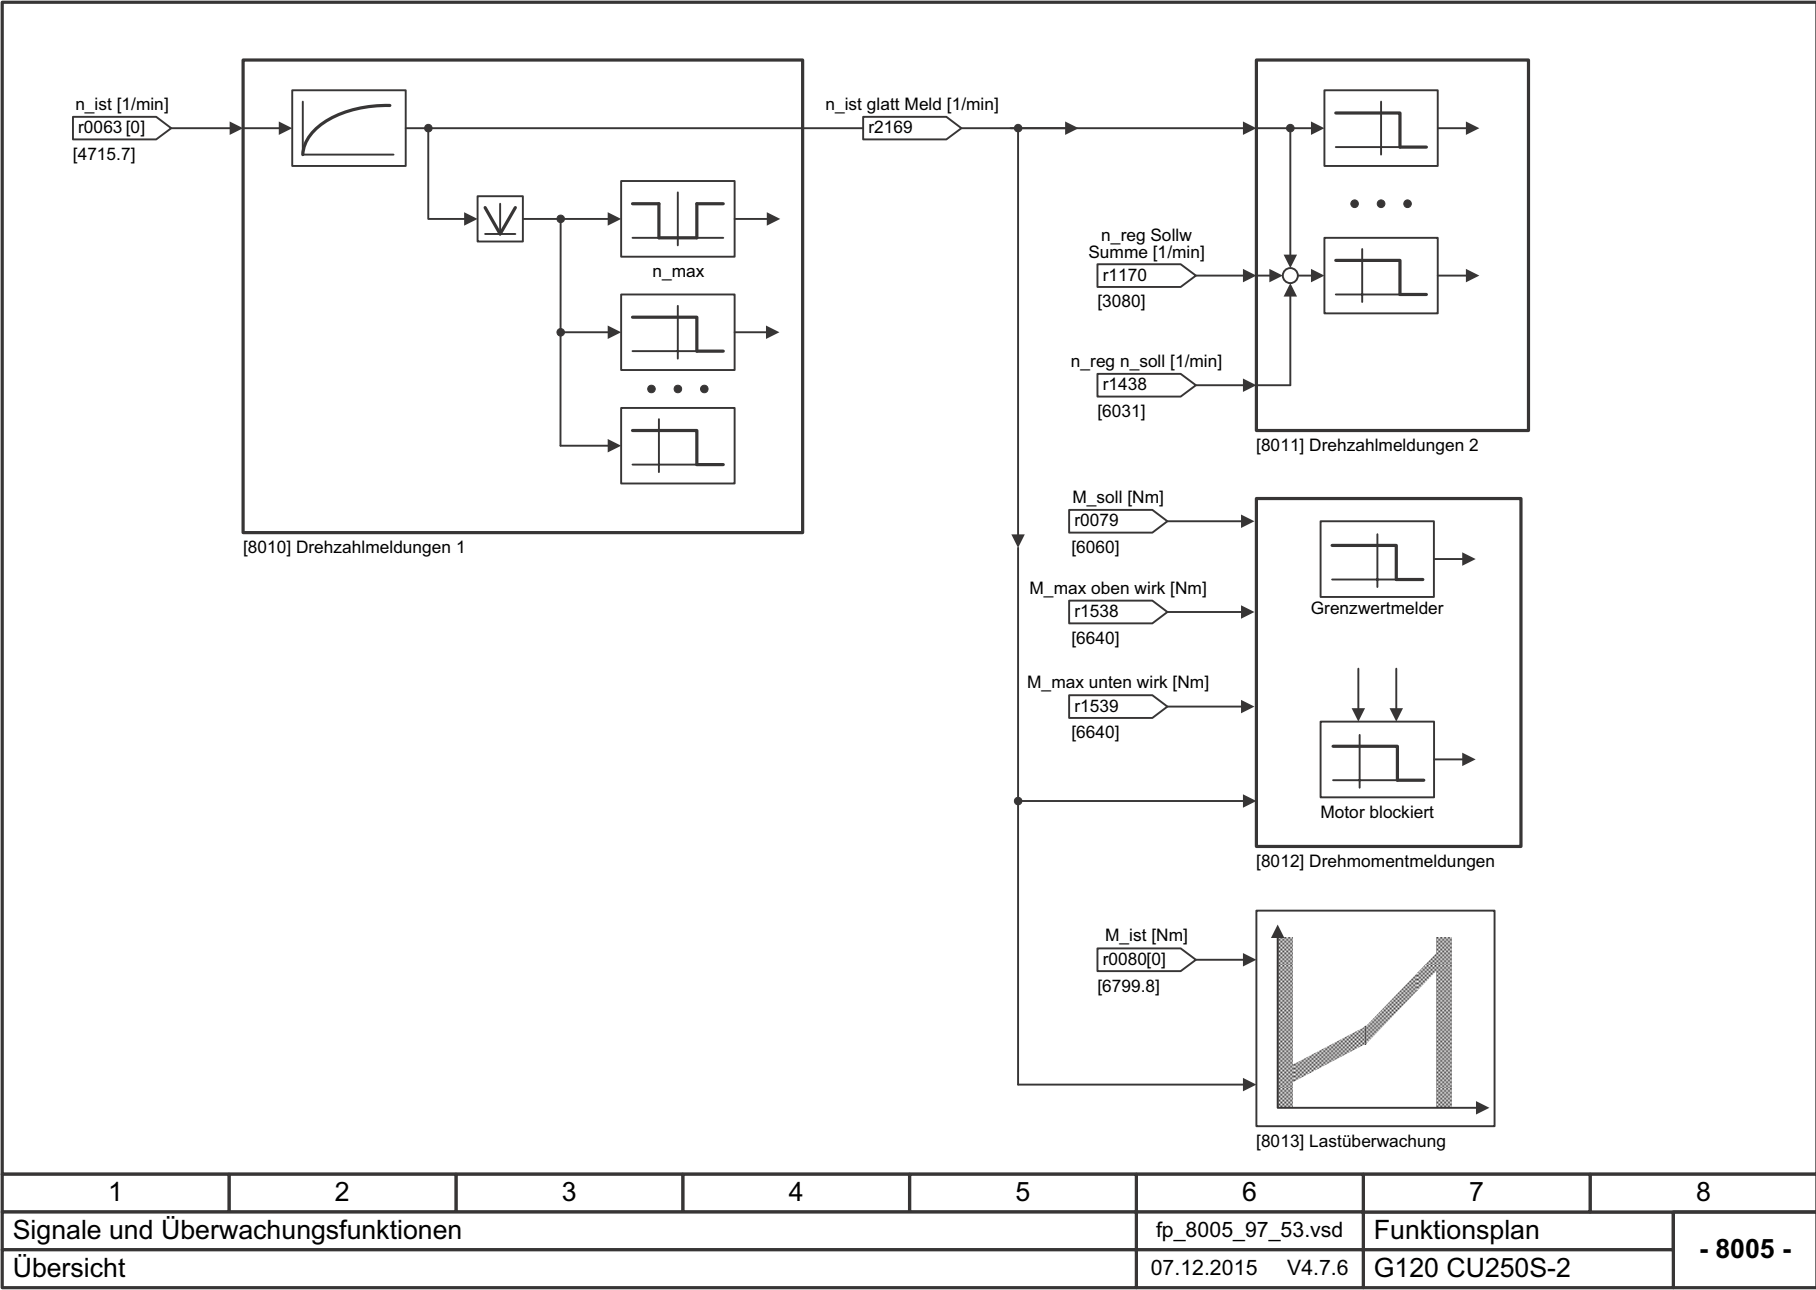 n_ist [1/min]
r0063 [0]
[4715.7]
n_max
[8010] Drehzahlmeldungen 1
n_ist glatt Meld [1/min]
r2169
n_reg Sollw
Summe [1/min]
r1170
[3080]
n_reg n_soll [1/min]
r1438
[6031]
[8011] Drehzahlmeldungen 2
M_soll [Nm]
r0079
[6060]
M_max oben wirk [Nm]
r1538
[6640]
M_max unten wirk [Nm]
r1539
[6640]
Grenzwertmelder
Motor blockiert
[8012] Drehmomentmeldungen
M_ist [Nm]
r0080[0]
[6799.8]
[8013] Lastüberwachung
1 2 3 4 5 6 7 8
Signale und Überwachungsfunktionen
fp_8005_97_53.vsd
Funktionsplan
- 8005 -
Übersicht
07.12.2015 V4.7.6
G120 CU250S-2